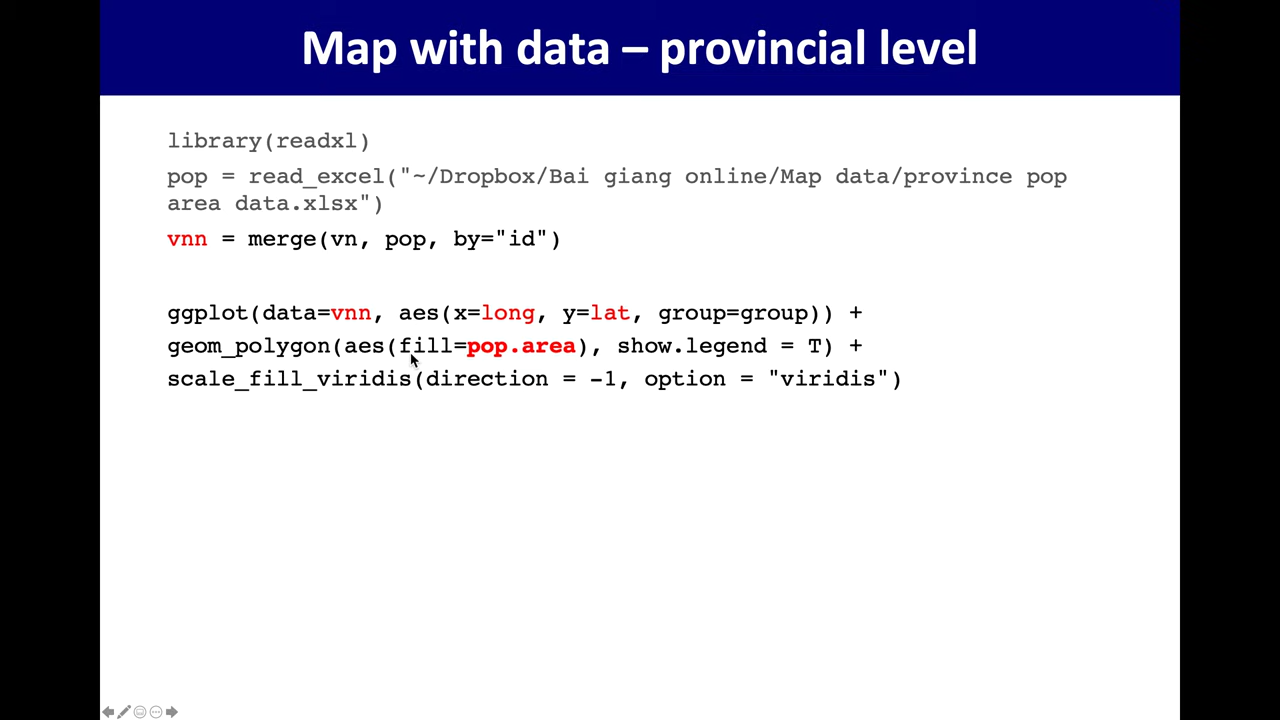 Map with data – provincial level
library(readxl)
pop = read_excel("~/Dropbox/Bai giang online/Map data/province pop
area data.xlsx")
vnn = merge(vn, pop, by="id")
ggplot(data=vnn, aes(x=long, y=lat, group=group)) +
geom_polygon(aes(fill=pop.area), show.legend = T) +
scale_fill_viridis(direction = -1, option = "viridis")